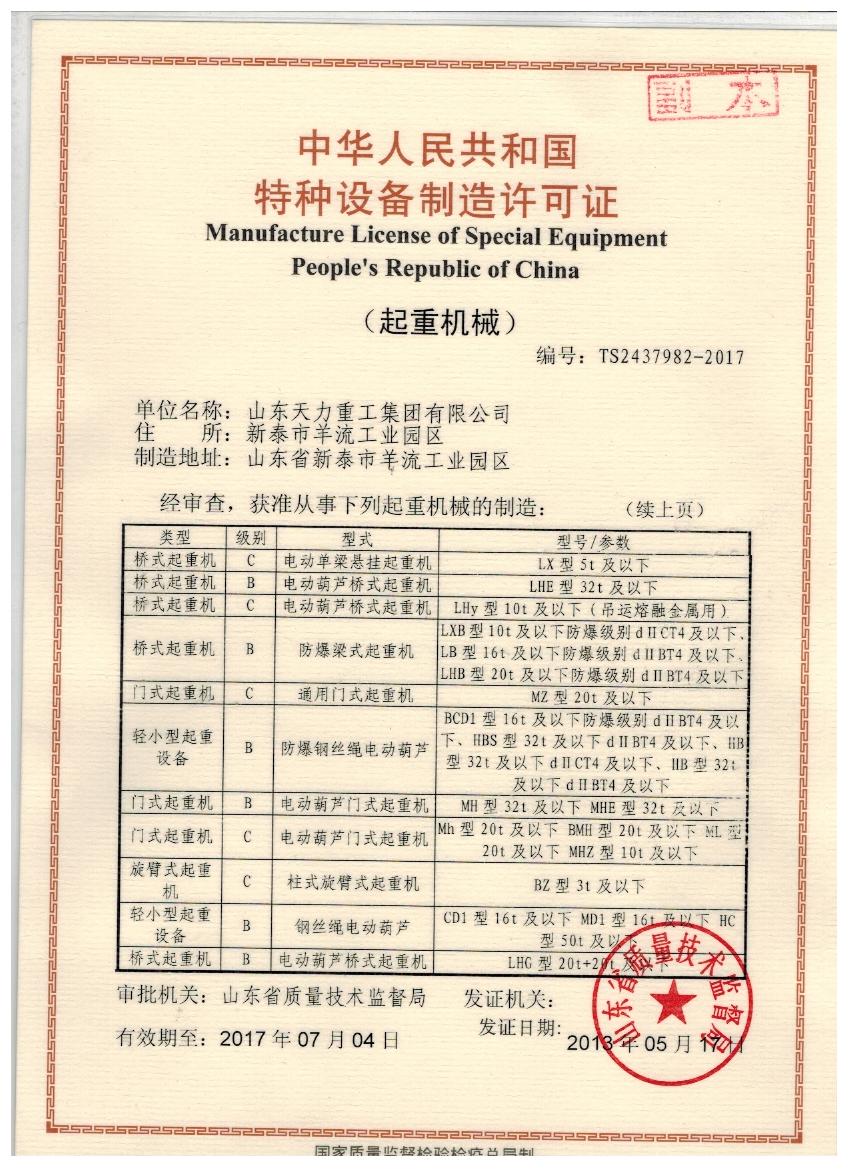 副 本
中华人民共和国
特种设备制造许可证
Manufacture License of Special Equipment
People's Republic of China
（起重机械）
编号：TS2437982-2017
单位名称：山东天力重工集团有限公司
住 所：新泰市羊流工业园区
制造地址：山东省新泰市羊流工业园区
经审查，获准从事下列起重机械的制造： （续上页）
类型 级别 型式 型号/参数
桥式起重机 C 电动单梁悬挂起重机 LX 型 5t 及以下
桥式起重机 B 电动葫芦桥式起重机 LHE 型 32t 及以下
桥式起重机 C 电动葫芦桥式起重机 LHy 型 10t 及以下（吊运熔融金属用）
桥式起重机 B 防爆梁式起重机
LXB 型 10t 及以下防爆级别 dⅡCT4 及以下、
LB 型 16t 及以下防爆级别 dⅡBT4 及以下、
LHB 型 20t 及以下防爆级别 dⅡBT4 及以下
门式起重机 C 通用门式起重机 MZ 型 20t 及以下
轻小型起重
设备
B 防爆钢丝绳电动葫芦
BCD1 型 16t 及以下防爆级别 dⅡBT4 及以
下、HBS 型 32t 及以下 dⅡBT4 及以下、HB
型 32t 及以下 dⅡCT4 及以下、HB 型 32t
及以下 dⅡBT4 及以下
门式起重机 B 电动葫芦门式起重机 MH 型 32t 及以下 MHE 型 32t 及以下
门式起重机 C 电动葫芦门式起重机
Mh 型 20t 及以下 BMH 型 20t 及以下 ML 型
20t 及以下 MHZ 型 10t 及以下
旋臂式起重
机
C 柱式旋臂式起重机 BZ 型 3t 及以下
轻小型起重
设备
B 钢丝绳电动葫芦
CD1 型 16t 及以下 MD1 型 16t 及以下 HC
型 50t 及以下
桥式起重机 B 电动葫芦桥式起重机 LHG 型 20t+20t 及以下
审批机关：山东省质量技术监督局 发证机关：
发证日期:
有效期至：2017 年 07 月 04 日 2013 年 05 月 17 日
山东省质量技术监督局
国家质量监督检验检疫总局制